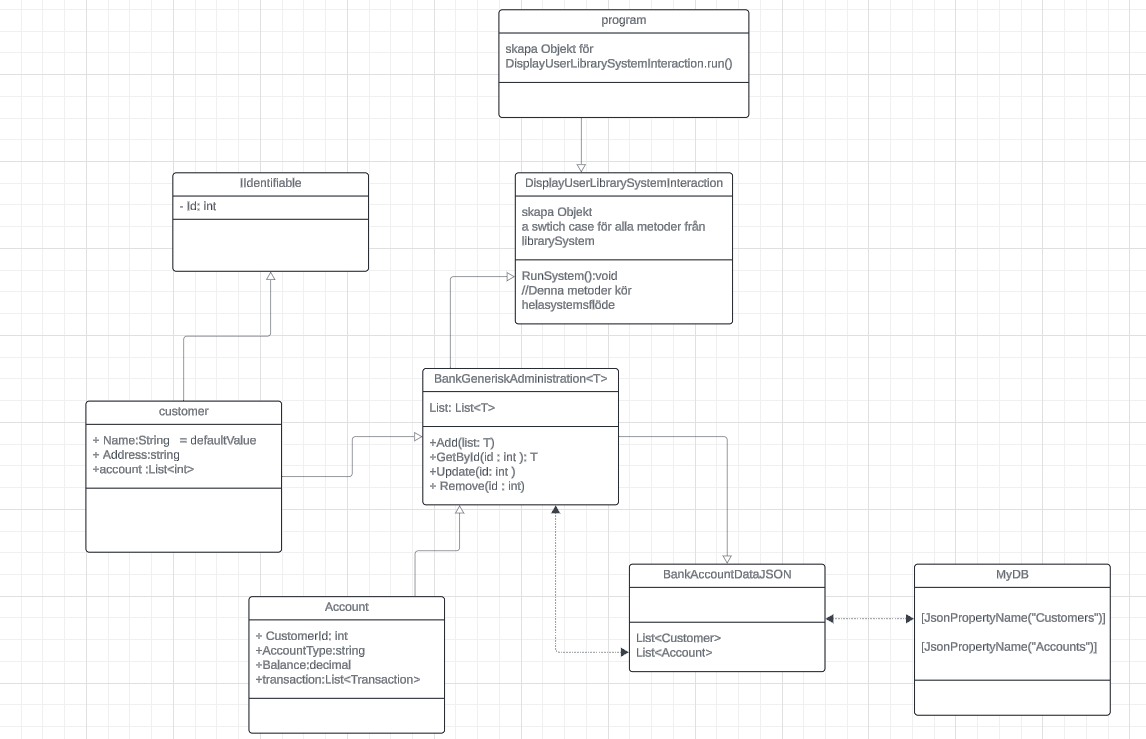 program
skapa Objekt för
DisplayUserLibrarySystemInteraction.run()
IIdentifiable
- Id: int
DisplayUserLibrarySystemInteraction
skapa Objekt
a swtich case för alla metoder från
librarySystem
RunSystem():void
//Denna metoder kör
helasystemsflöde
BankGeneriskAdministration<T>
List: List<T>
+Add(list: T)
+GetById(id : int ): T
+Update(id: int )
+ Remove(id : int)
customer
+ Name:String   = defaultValue
+ Address:string
+account :List<int>
Account
+ CustomerId: int
+AccountType:string
+Balance:decimal
+transaction:List<Transaction>
BankAccountDataJSON
List<Customer>
List<Account>
MyDB
[JsonPropertyName("Customers")]
[JsonPropertyName("Accounts")]